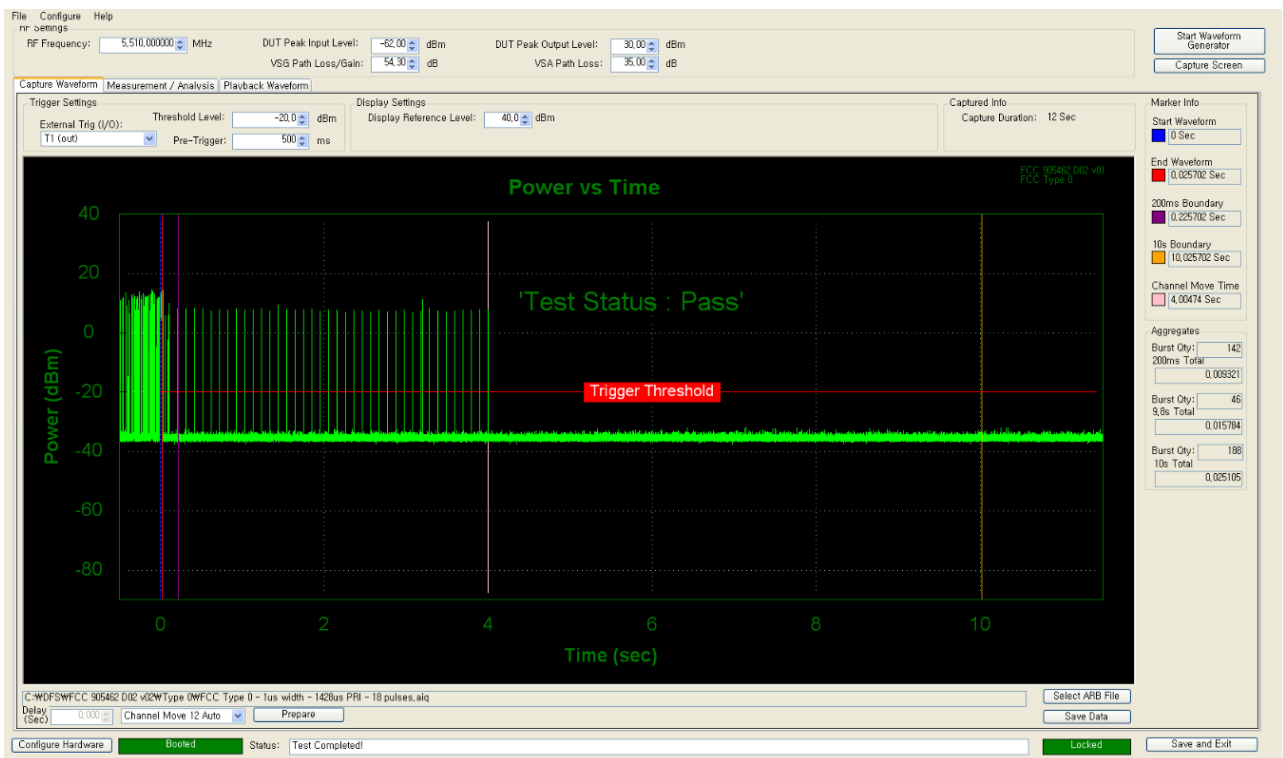 File Configure Help
RF Settings
RF Frequency: 5,510,000000 MHz DUT Peak Input Level: -62,00 dBm DUT Peak Output Level: 30,00 dBm
VSG Path Loss/Gain: 54,30 dB VSA Path Loss: 35,00 dB
Start Waveform Generator
Capture Screen
Capture Waveform Measurement / Analysis Playback Waveform
Trigger Settings
External Trig (I/O):
T1 (out)
Threshold Level: -20,0 dBm
Pre-Trigger: 500 ms
Display Settings
Display Reference Level: 40,0 dBm
Captured Info
Capture Duration: 12 Sec
Marker Info
Start Waveform
0 Sec
End Waveform
0,025702 Sec
200ms Boundary
0,225702 Sec
10s Boundary
10,025702 Sec
Channel Move Time
4,00474 Sec
Aggregates
Burst Qty: 142
200ms Total
0,009321
Burst Qty: 46
9,8s Total
0,015784
Burst Qty: 188
10s Total
0,025105
Power vs Time
FCC 905462 D02 v01
FCC Type 0
'Test Status : Pass'
Trigger Threshold
Power (dBm)
40
20
0
-20
-40
-60
-80
0 2 4 6 8 10
Time (sec)
C:₩DFS₩FCC 905462 D02 v02₩Type 0₩FCC Type 0 - 1us width - 1428us PRI - 18 pulses,aiq
Select ARB File
Delay (Sec) 0,000 Channel Move 12 Auto Prepare
Save Data
Configure Hardware Booted Status: Test Completed! Locked Save and Exit